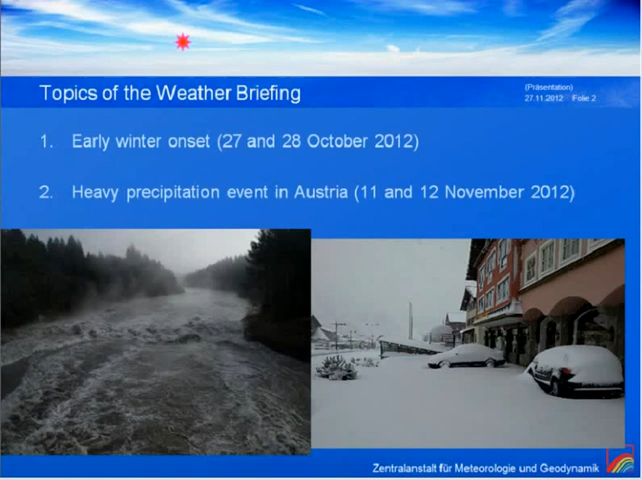 Topics of the Weather Briefing
(Präsentation)
27.11.2012 Folie 2
1. Early winter onset (27 and 28 October 2012)
2. Heavy precipitation event in Austria (11 and 12 November 2012)
Zentralanstalt für Meteorologie und Geodynamik